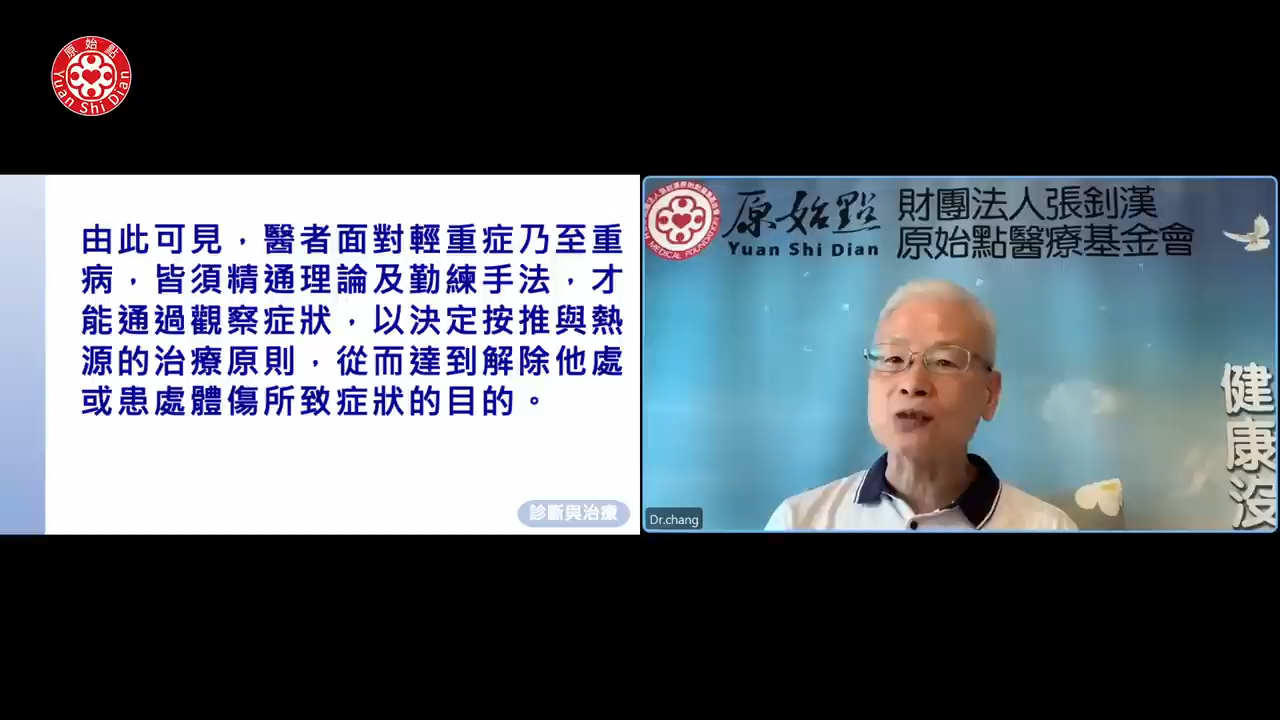 原始點
Yuan Shi Dian
由此可見，醫者面對輕重症乃至重
病，皆須精通理論及勤練手法，才
能通過觀察症狀，以決定按推與熱
源的治療原則，從而達到解除他處
或患處體傷所致症狀的目的。
診斷與治療
原始點
Yuan Shi Dian
財團法人張釗漢
原始點醫療基金會
健康沒
Dr.chang